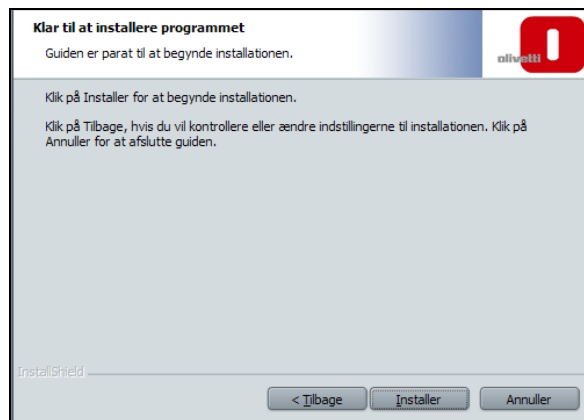 Klar til at installere programmet
Guiden er parat til at begynde installationen.
olivetti
Klik på Installer for at begynde installationen.
Klik på Tilbage, hvis du vil kontrollere eller ændre indstillingerne til installationen. Klik på
Annuller for at afslutte guiden.
InstallShield
< Tilbage
Installer
Annuller